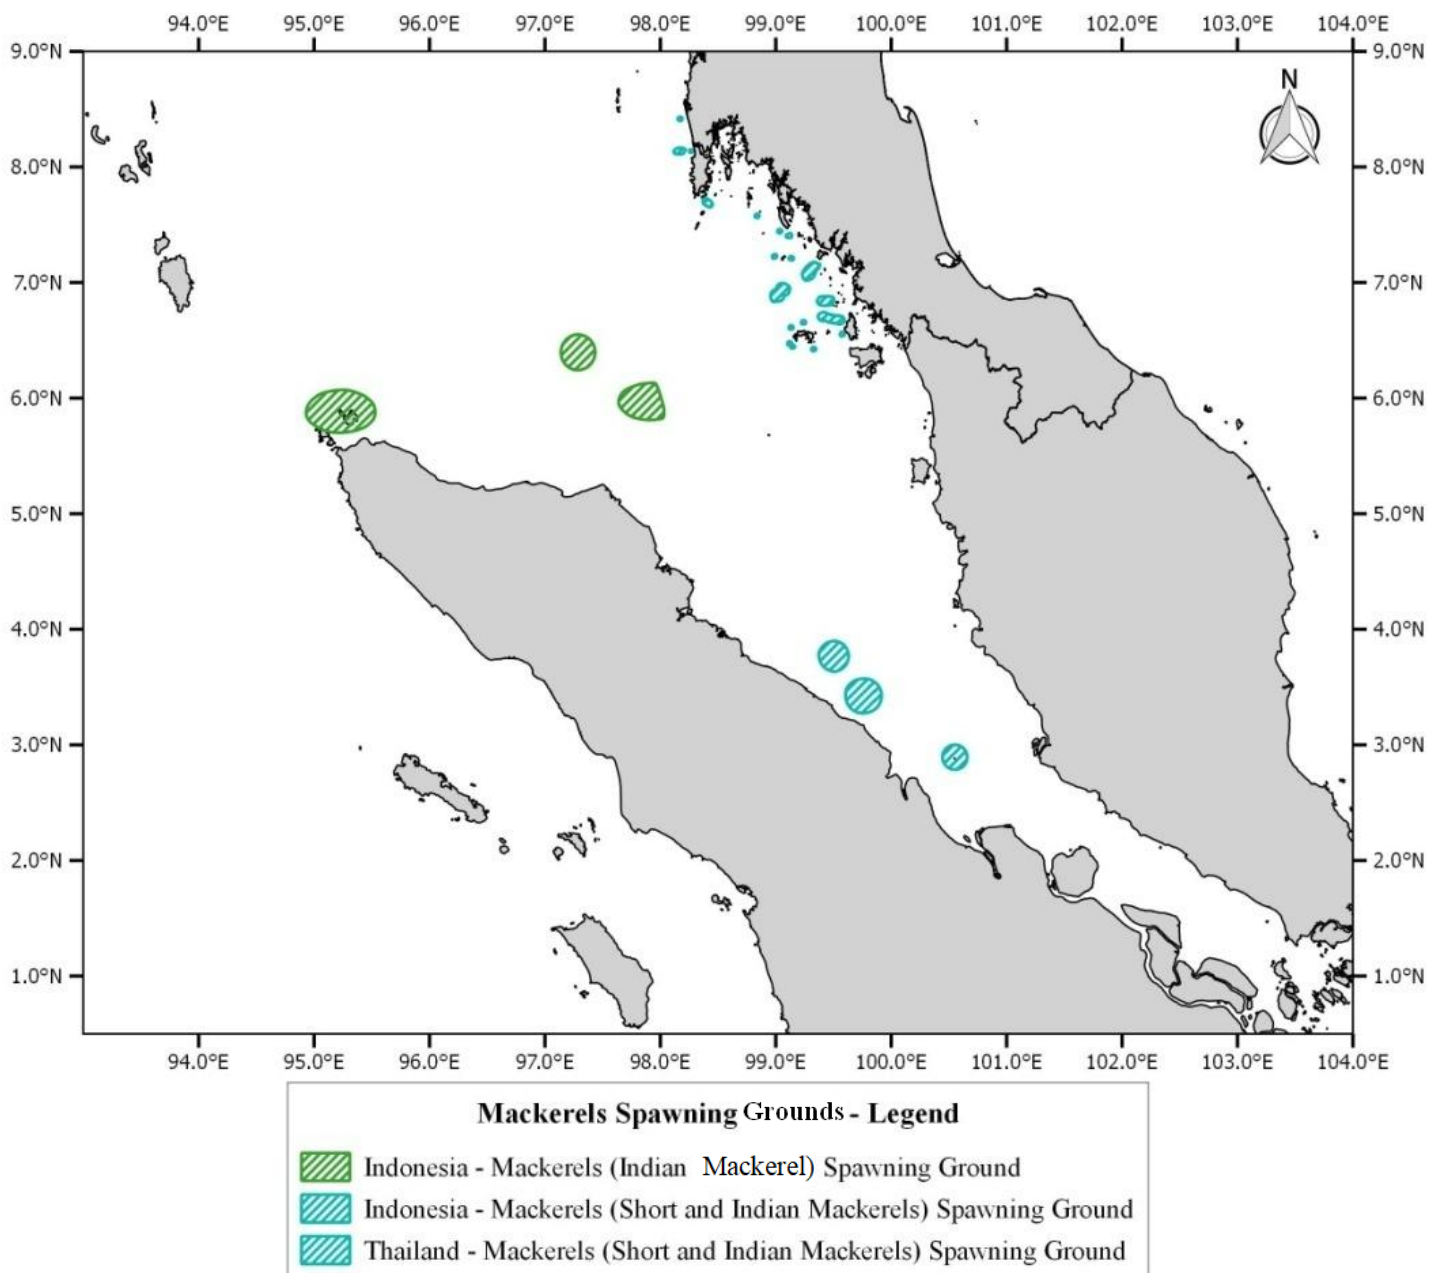 94.0°E 95.0°E 96.0°E 97.0°E 98.0°E 99.0°E 100.0°E 101.0°E 102.0°E 103.0°E 104.0°E
9.0°N 9.0°N
N
8.0°N 8.0°N
7.0°N 7.0°N
6.0°N 6.0°N
5.0°N 5.0°N
4.0°N 4.0°N
3.0°N 3.0°N
2.0°N 2.0°N
1.0°N 1.0°N
94.0°E 95.0°E 96.0°E 97.0°E 98.0°E 99.0°E 100.0°E 101.0°E 102.0°E 103.0°E 104.0°E
Mackerels Spawning Grounds - Legend
Indonesia - Mackerels (Indian Mackerel) Spawning Ground
Indonesia - Mackerels (Short and Indian Mackerels) Spawning Ground
Thailand - Mackerels (Short and Indian Mackerels) Spawning Ground